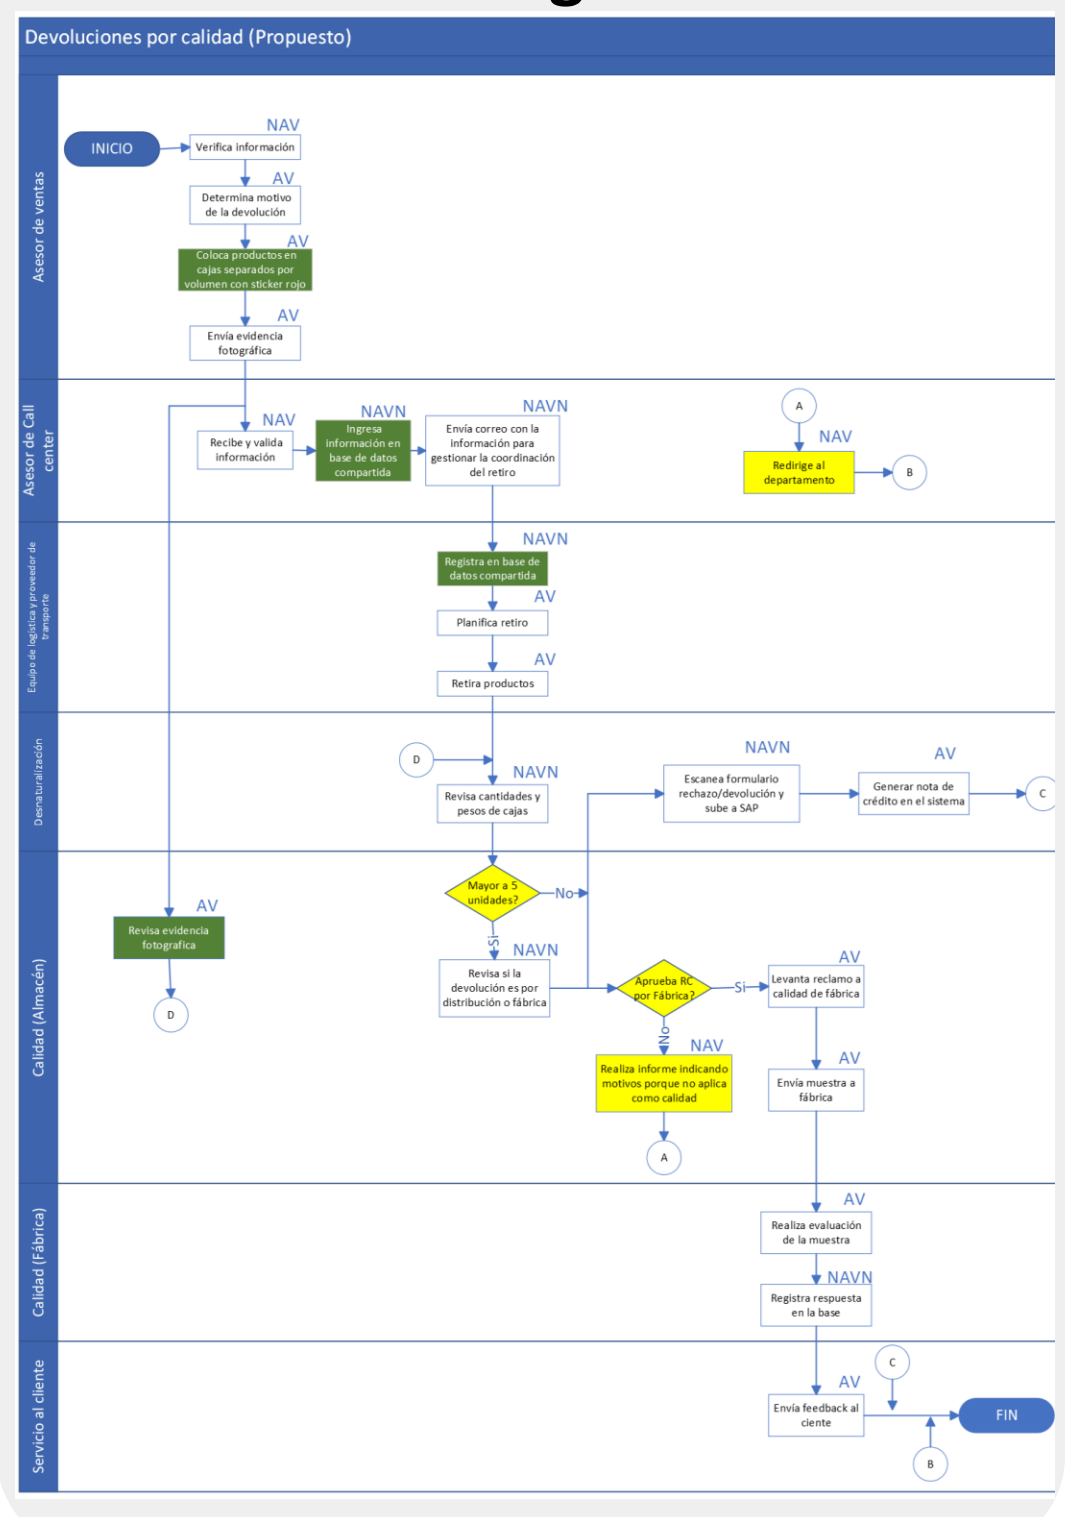 Devoluciones por calidad (Propuesto)
Asesor de ventas
INICIO
NAV
Verifica información
AV
Determina motivo
de la devolución
AV
Coloca productos en
cajas separados por
volumen con sticker rojo
AV
Envía evidencia
fotográfica
Asesor de Call
center
NAV
Recibe y valida
información
NAVN
Ingresa
información en
base de datos
compartida
NAVN
Envía correo con la
información para
gestionar la coordinación
del retiro
A
NAV
Redirige al
departamento
B
Equipo de logística y proveedor de
transporte
NAVN
Registra en base de
datos compartida
AV
Planifica retiro
AV
Retira productos
Desnaturalización
D
NAVN
Revisa cantidades y
pesos de cajas
NAVN
Escanea formulario
rechazo/devolución y
sube a SAP
AV
Generar nota de
crédito en el sistema
C
Calidad (Almacén)
AV
Revisa evidencia
fotografica
D
Mayor a 5
unidades?
No
Si
NAVN
Revisa si la
devolución es por
distribución o fábrica
Aprueba RC
por Fábrica?
Si
No
NAV
Realiza informe indicando
motivos porque no aplica
como calidad
A
AV
Levanta reclamo a
calidad de fábrica
AV
Envía muestra a
fábrica
Calidad (Fábrica)
AV
Realiza evaluación
de la muestra
NAVN
Registra respuesta
en la base
Servicio al cliente
AV
Envía feedback al
ciente
C
B
FIN